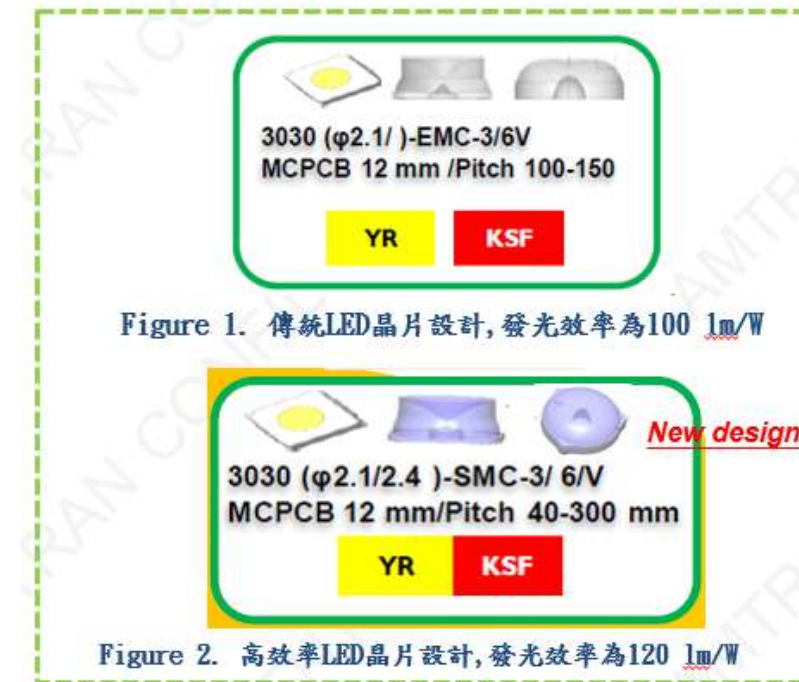 3030 (φ2.1/ )-EMC-3/6V
MCPCB 12 mm /Pitch 100-150
YR KSF
Figure 1. 傳統LED晶片設計,發光效率為100 lm/W
New design
3030 (φ2.1/2.4 )-SMC-3/ 6/V
MCPCB 12 mm/Pitch 40-300 mm
YR KSF
Figure 2. 高效率LED晶片設計,發光效率為120 lm/W